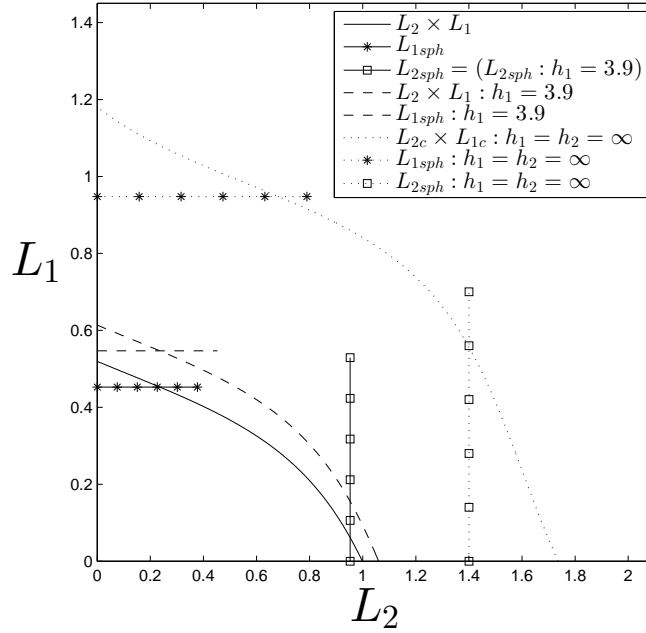 1.4
1.2
1
0.8
0.6
0.4
0.2
0
L₁
0 0.2 0.4 0.6 0.8 1 1.2 1.4 1.6 1.8 2
L₂
L₂ × L₁
L₁sph
L₂sph = (L₂sph : h₁ = 3.9)
L₂ × L₁ : h₁ = 3.9
L₁sph : h₁ = 3.9
L₂c × L₁c : h₁ = h₂ = ∞
L₁sph : h₁ = h₂ = ∞
L₂sph : h₁ = h₂ = ∞